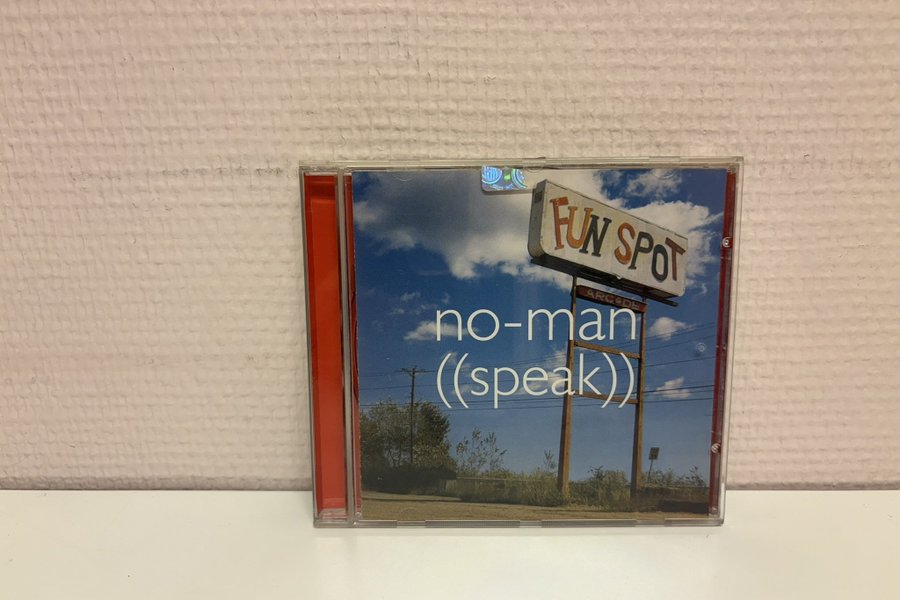 FUN SPOT
ARCADE
no-man
((speak))